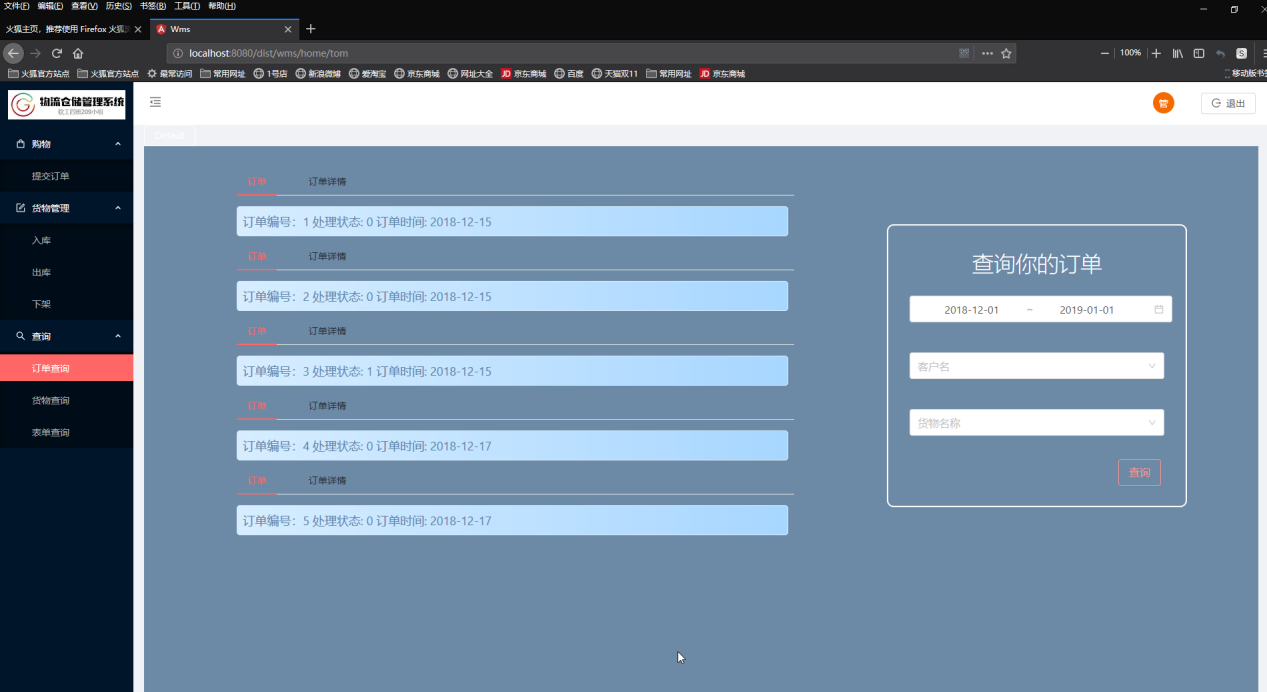 文件(F) 编辑(E) 查看(V) 历史(S) 书签(B) 工具(T) 帮助(H)
火狐主页，推荐使用 Firefox 火狐
Wms
localhost:8080/dist/wms/home/tom
100%
火狐官方站点 火狐官方站点 最常访问 常用网址 1号店 新浪微博 爱淘宝 京东商城 网址大全 JD 京东商城 百度 天猫双11 常用网址 JD 京东商城
移动版书签
物流仓储管理系统
管
退出
Default
购物
提交订单
货物管理
入库
出库
下架
查询
订单查询
货物查询
表单查询
订单 订单详情
订单编号：1 处理状态: 0 订单时间: 2018-12-15
订单 订单详情
订单编号：2 处理状态: 0 订单时间: 2018-12-15
订单 订单详情
订单编号：3 处理状态: 1 订单时间: 2018-12-15
订单 订单详情
订单编号：4 处理状态: 0 订单时间: 2018-12-17
订单 订单详情
订单编号：5 处理状态: 0 订单时间: 2018-12-17
查询你的订单
2018-12-01 ~ 2019-01-01
客户名
货物名称
查询